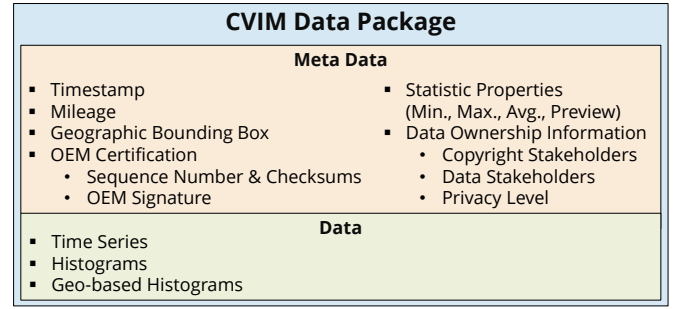 CVIM Data Package
Meta Data
▪ Timestamp
▪ Mileage
▪ Geographic Bounding Box
▪ OEM Certification
• Sequence Number & Checksums
• OEM Signature
▪ Statistic Properties
(Min., Max., Avg., Preview)
▪ Data Ownership Information
• Copyright Stakeholders
• Data Stakeholders
• Privacy Level
Data
▪ Time Series
▪ Histograms
▪ Geo-based Histograms